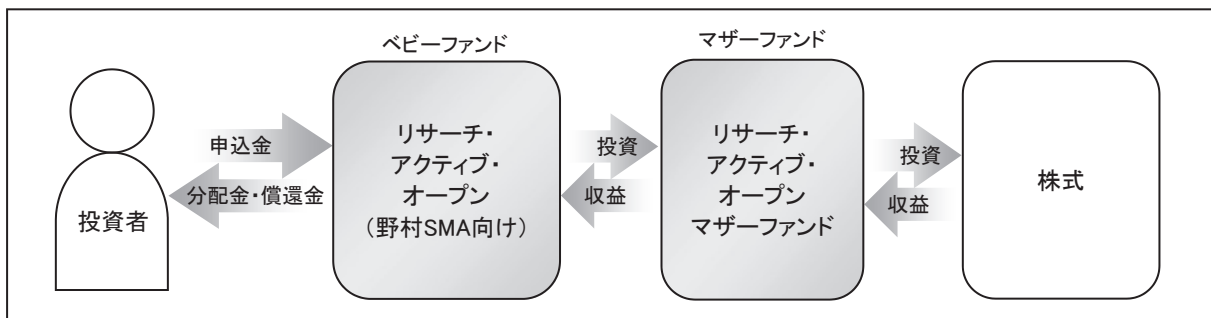 ベビーファンド
マザーファンド
投資者
申込金
分配金・償還金
リサーチ・
アクティブ・
オープン
(野村SMA向け)
投資
収益
リサーチ・
アクティブ・
オープン
マザーファンド
投資
収益
株式